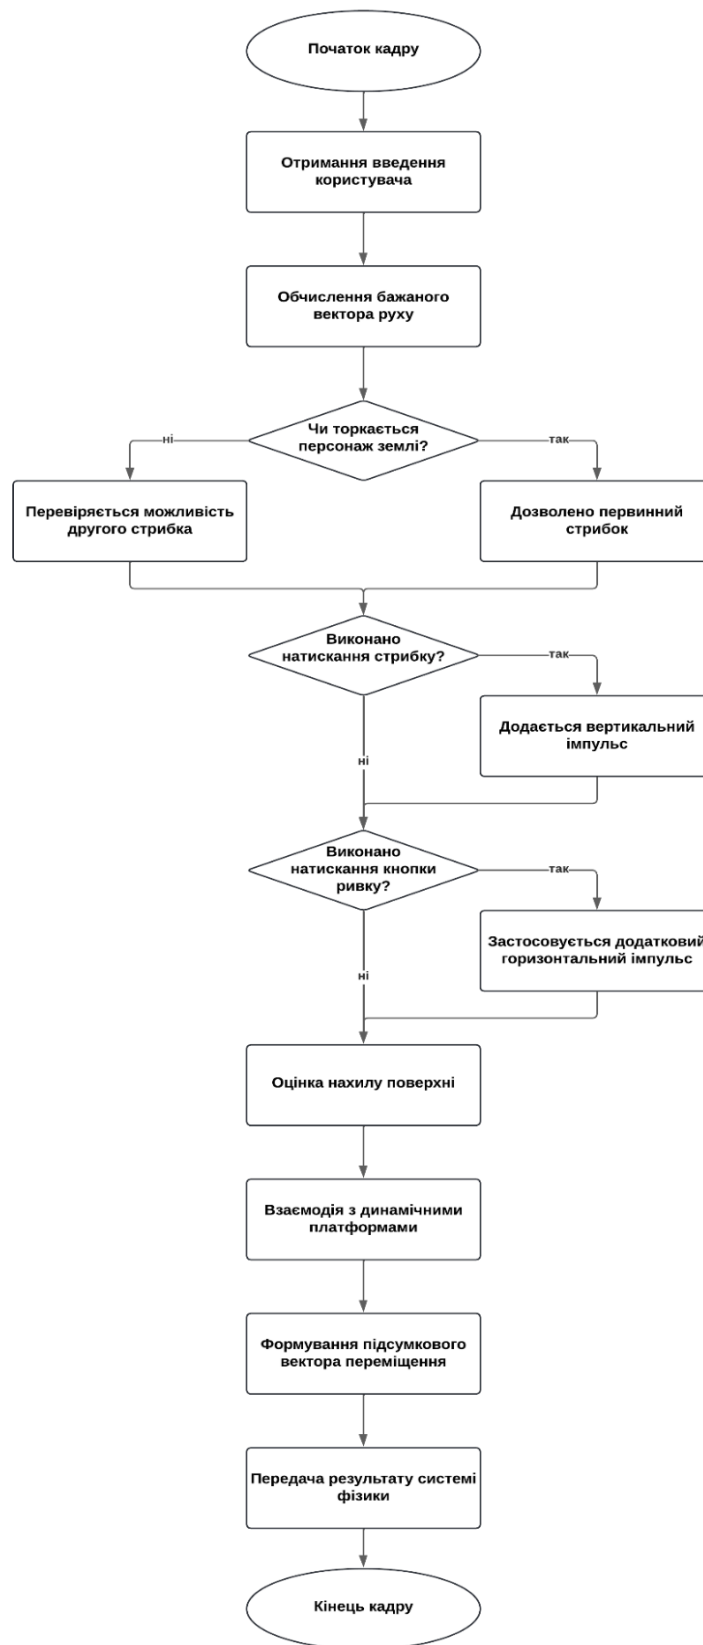 Початок кадру
Отримання введення
користувача
Обчислення бажаного
вектора руху
Чи торкається
персонаж землі?
ні
так
Перевіряється можливість
другого стрибка
Дозволено первинний
стрибок
Виконано
натискання стрибку?
так
Додається вертикальний
імпульс
ні
Виконано
натискання кнопки
ривку?
так
Застосовується додатковий
горизонтальний імпульс
ні
Оцінка нахилу поверхні
Взаємодія з динамічними
платформами
Формування підсумкового
вектора переміщення
Передача результату системі
фізики
Кінець кадру